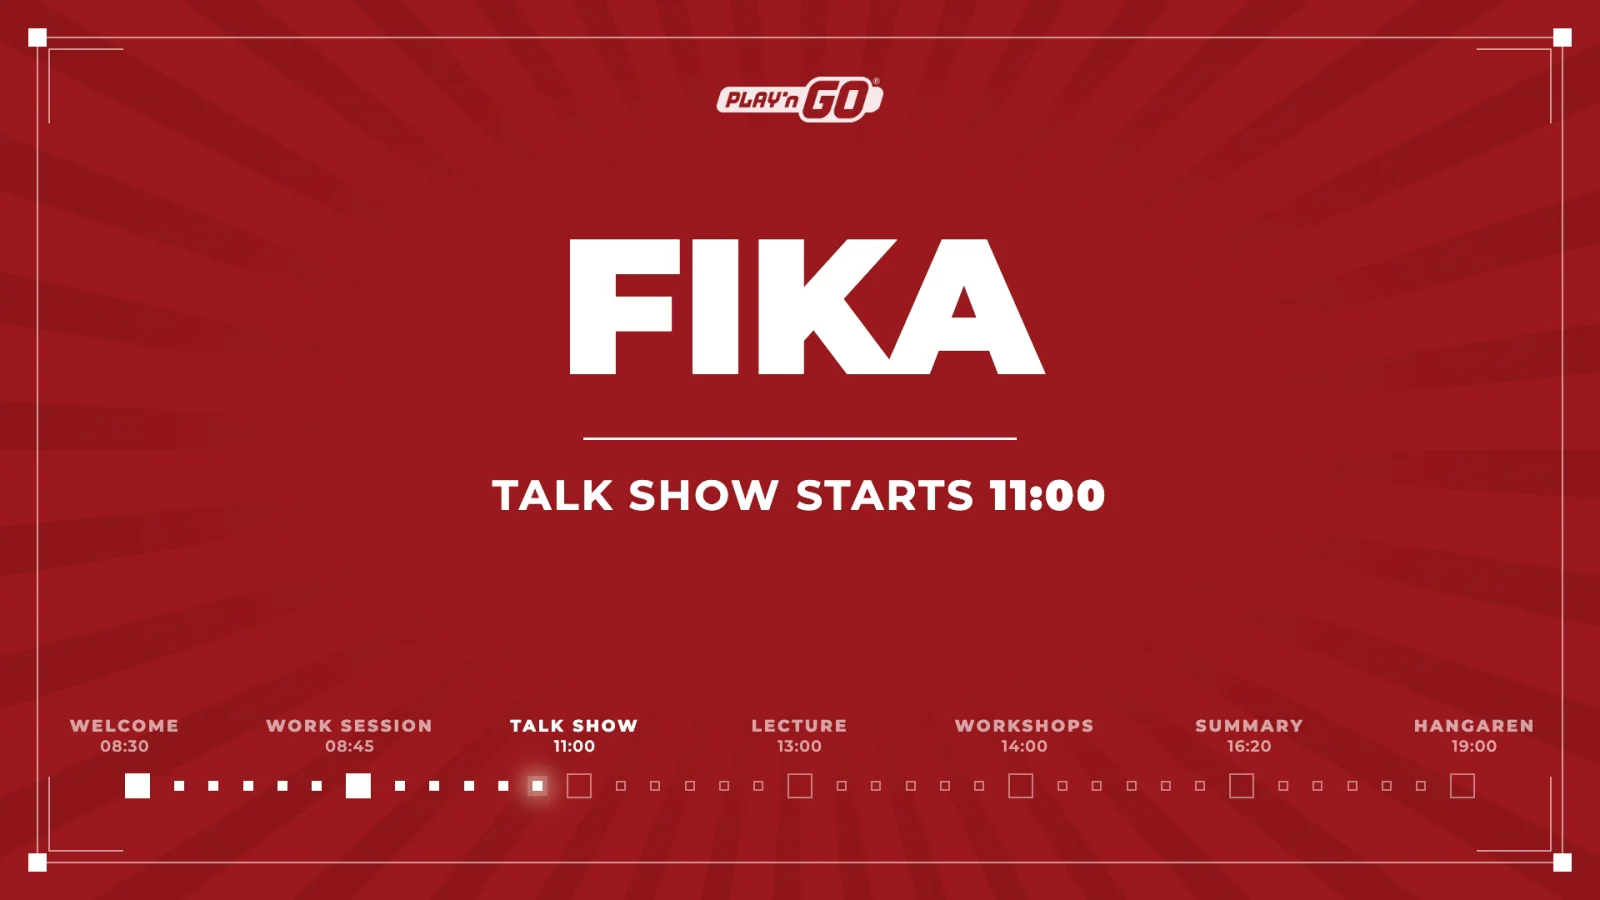 PLAY'n GO®
FIKA
TALK SHOW STARTS 11:00
WELCOME
08:30
WORK SESSION
08:45
TALK SHOW
11:00
LECTURE
13:00
WORKSHOPS
14:00
SUMMARY
16:20
HANGAREN
19:00